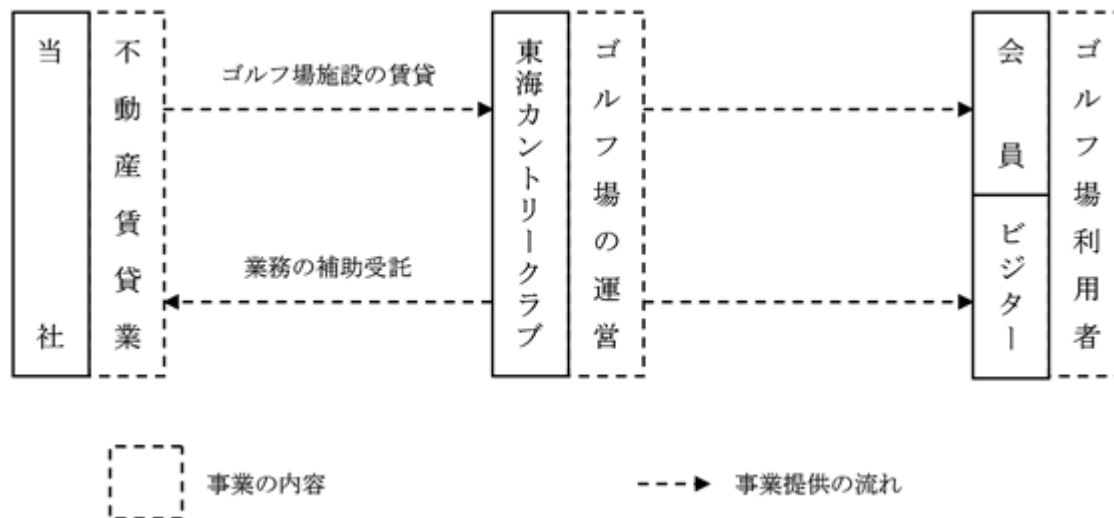 当社
不動産賃貸業
ゴルフ場施設の賃貸
業務の補助受託
東海カントリークラブ
ゴルフ場の運営
会員
ビジター
ゴルフ場利用者
事業の内容
事業提供の流れ